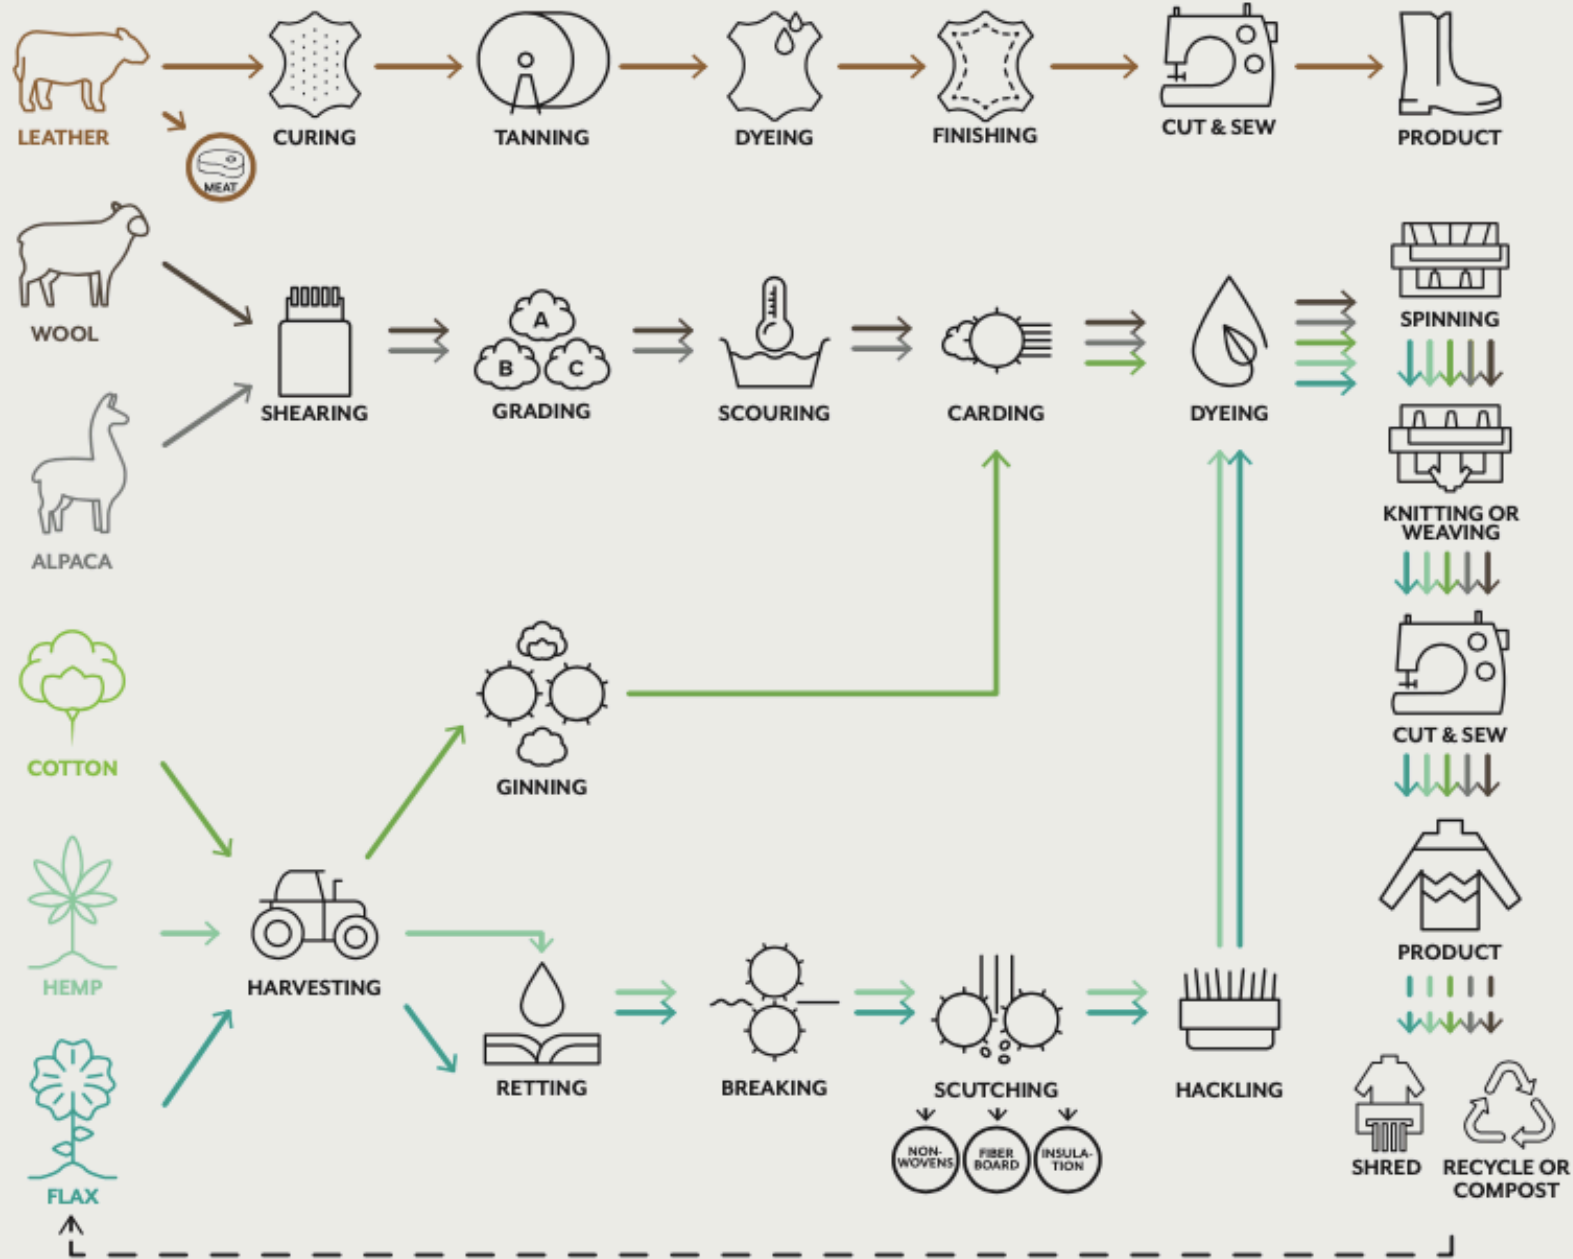 LEATHER
CURING
TANNING
DYEING
FINISHING
CUT & SEW
PRODUCT
MEAT
WOOL
SPINNING
SHEARING
A
B
C
GRADING
SCOURING
CARDING
DYEING
KNITTING OR
WEAVING
ALPACA
COTTON
GINNING
CUT & SEW
HEMP
HARVESTING
PRODUCT
RETTING
BREAKING
SCUTCHING
HACKLING
NON-
WOVENS
FIBER
BOARD
INSULA-
TION
SHRED
RECYCLE OR
COMPOST
FLAX